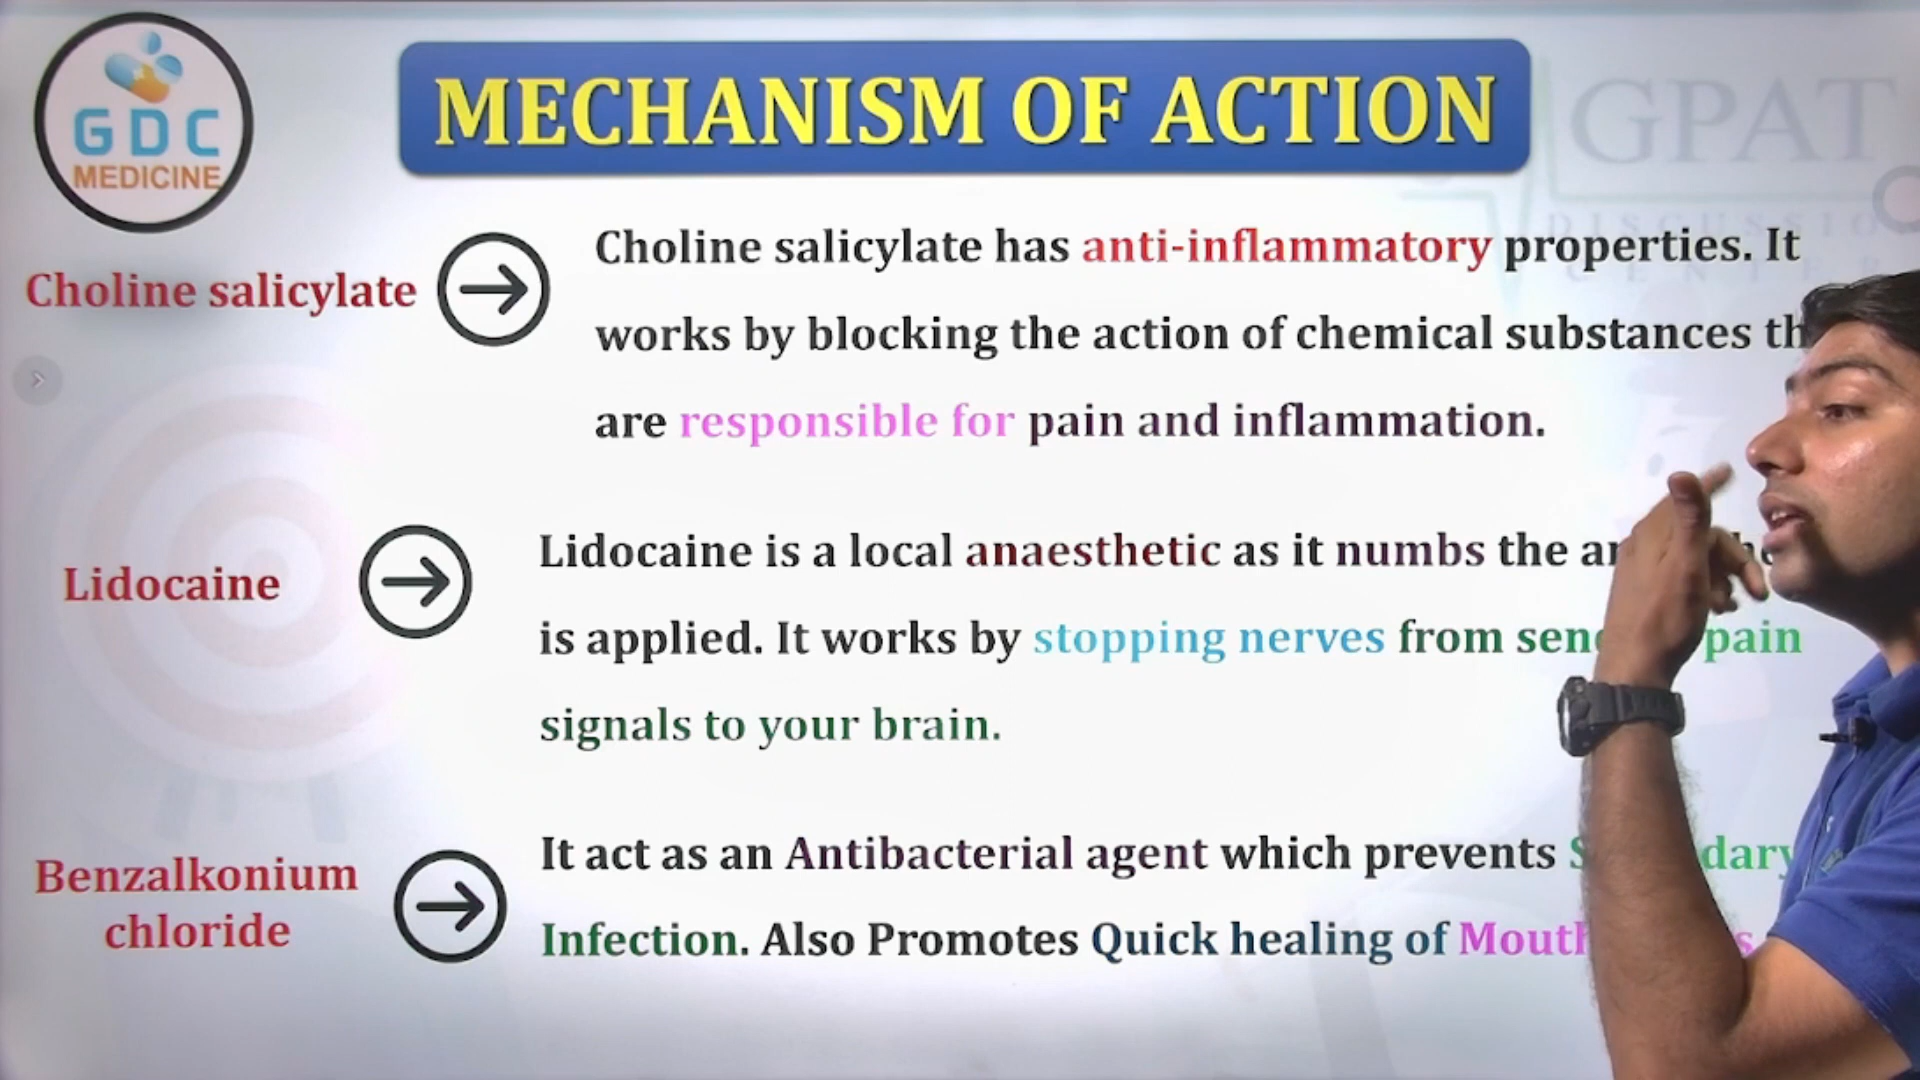 GDC
MEDICINE
MECHANISM OF ACTION
GPAT
DISCUSSIO
CENTER
Choline salicylate
Choline salicylate has anti-inflammatory properties. It
works by blocking the action of chemical substances
are responsible for pain and inflammation.
Lidocaine
Lidocaine is a local anaesthetic as it numbs the
is applied. It works by stopping nerves from pain
signals to your brain.
Benzalkonium
chloride
It act as an Antibacterial agent which prevents
Infection. Also Promotes Quick healing of